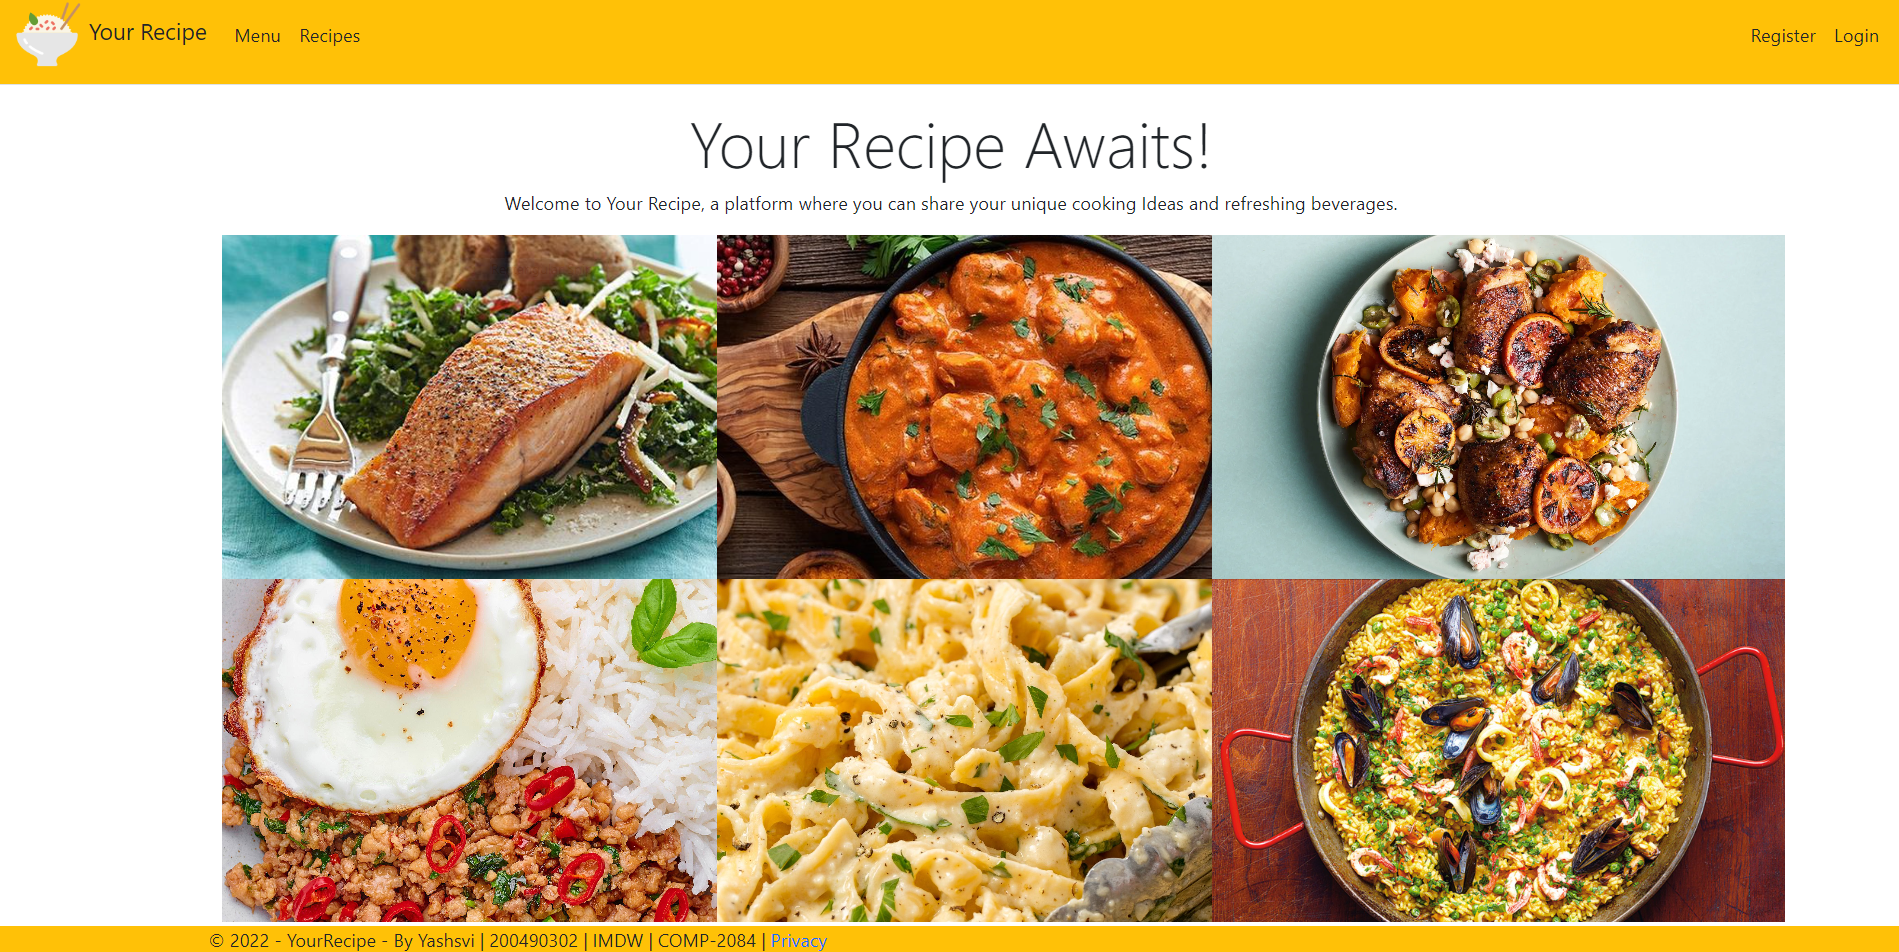 Your Recipe Menu Recipes Register Login
Your Recipe Awaits!
Welcome to Your Recipe, a platform where you can share your unique cooking Ideas and refreshing beverages.
© 2022 - YourRecipe - By Yashsvi | 200490302 | IMDW | COMP-2084 | Privacy